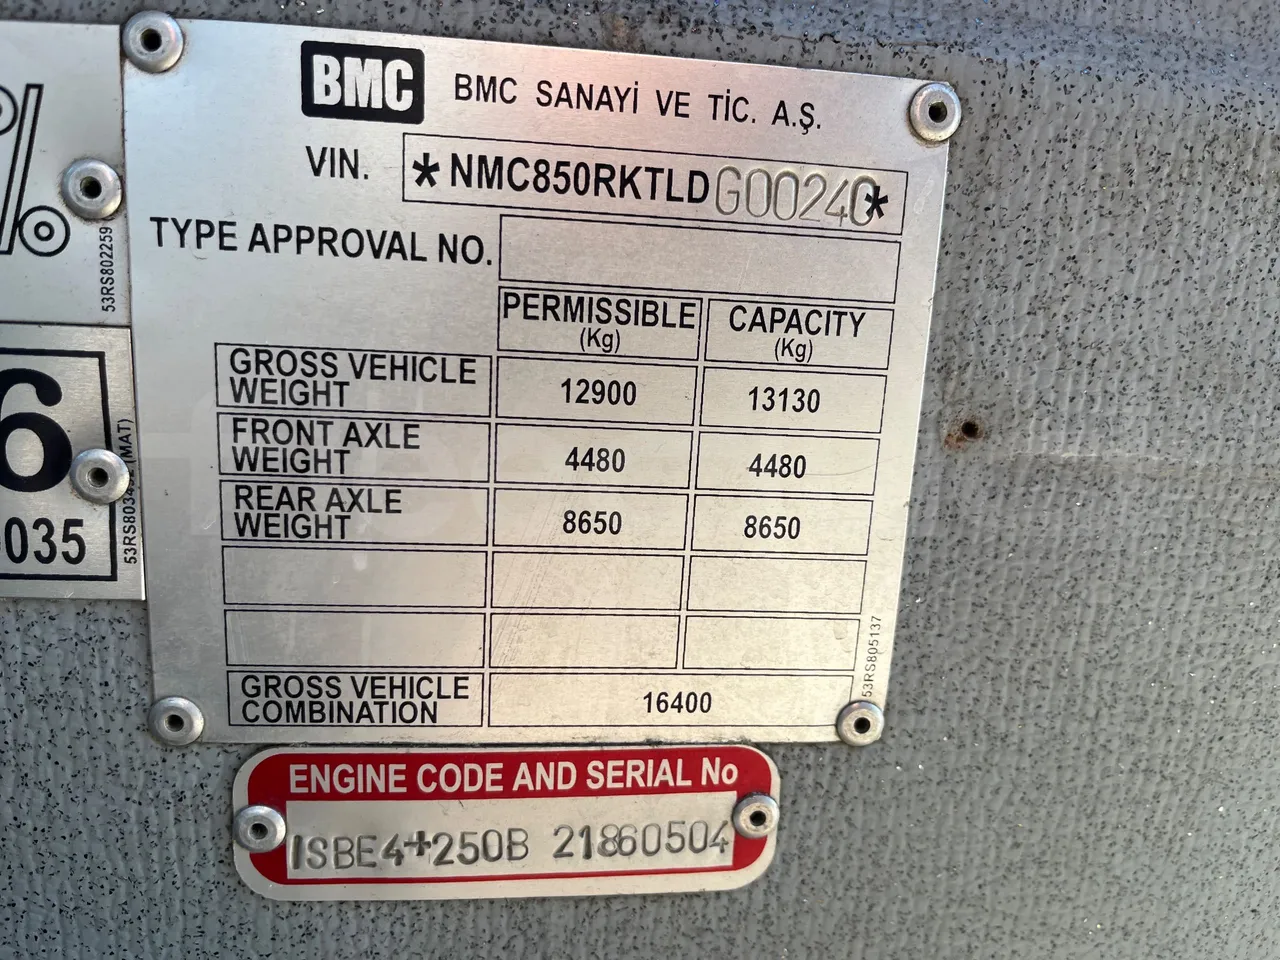 BMC BMC SANAYİ VE TİC. A.Ş.
VIN. *NMC850RKTLDG00240*
TYPE APPROVAL NO.
PERMISSIBLE (Kg) CAPACITY (Kg)
GROSS VEHICLE WEIGHT 12900 13130
FRONT AXLE WEIGHT 4480 4480
REAR AXLE WEIGHT 8650 8650
GROSS VEHICLE COMBINATION 16400
53RS805137
ENGINE CODE AND SERIAL No
ISBE4+250B 21860504
%
53RS802259
6
035
(MAT)